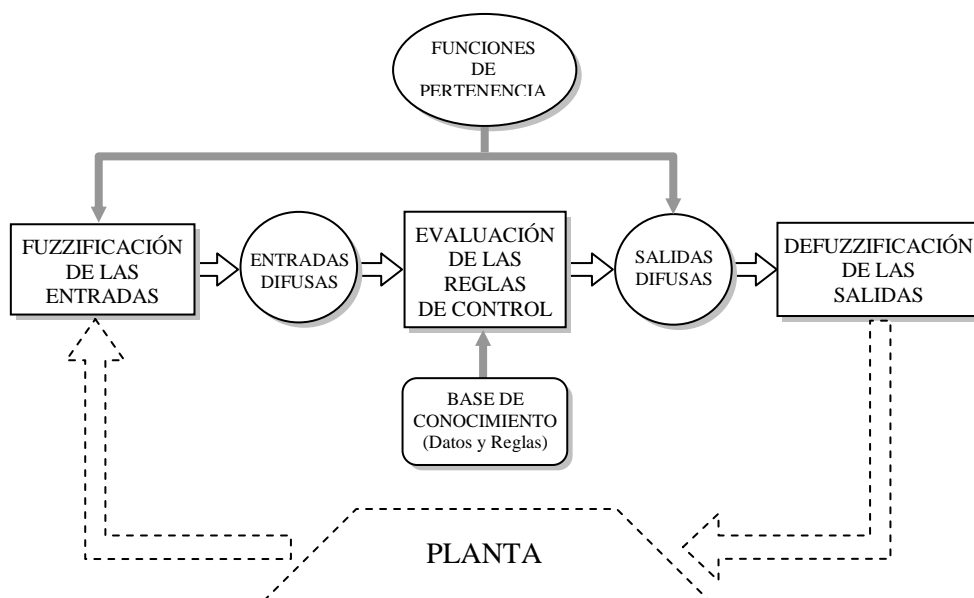 FUNCIONES
DE
PERTENENCIA
FUZZIFICACIÓN
DE LAS
ENTRADAS
ENTRADAS
DIFUSAS
EVALUACIÓN
DE LAS
REGLAS
DE CONTROL
SALIDAS
DIFUSAS
DEFUZZIFICACIÓN
DE LAS
SALIDAS
BASE DE
CONOCIMIENTO
(Datos y Reglas)
PLANTA